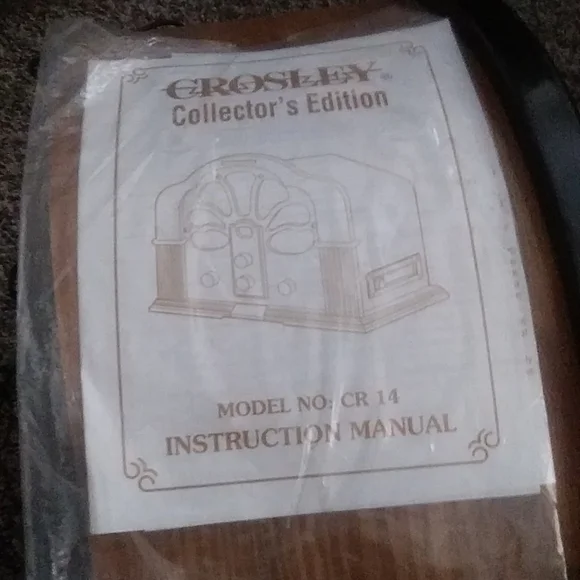 CROSLEY®
Collector's Edition
MODEL NO: CR 14
INSTRUCTION MANUAL